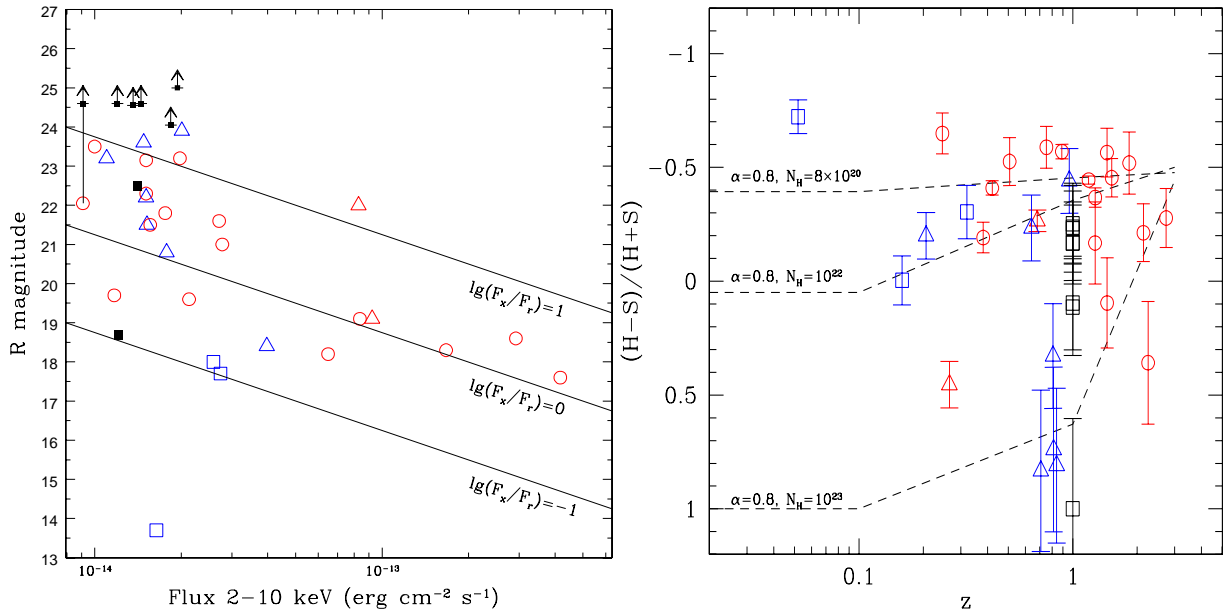 27
26
25
24
23
22
21
20
19
18
17
16
15
14
13
R magnitude
10⁻¹⁴
10⁻¹³
Flux 2−10 keV (erg cm⁻² s⁻¹)
lg(Fₓ/Fᵣ)=1
lg(Fₓ/Fᵣ)=0
lg(Fₓ/Fᵣ)=−1
−1
−0.5
0
0.5
1
(H−S)/(H+S)
α=0.8, N_H=8×10²⁰
α=0.8, N_H=10²²
α=0.8, N_H=10²³
0.1
1
z